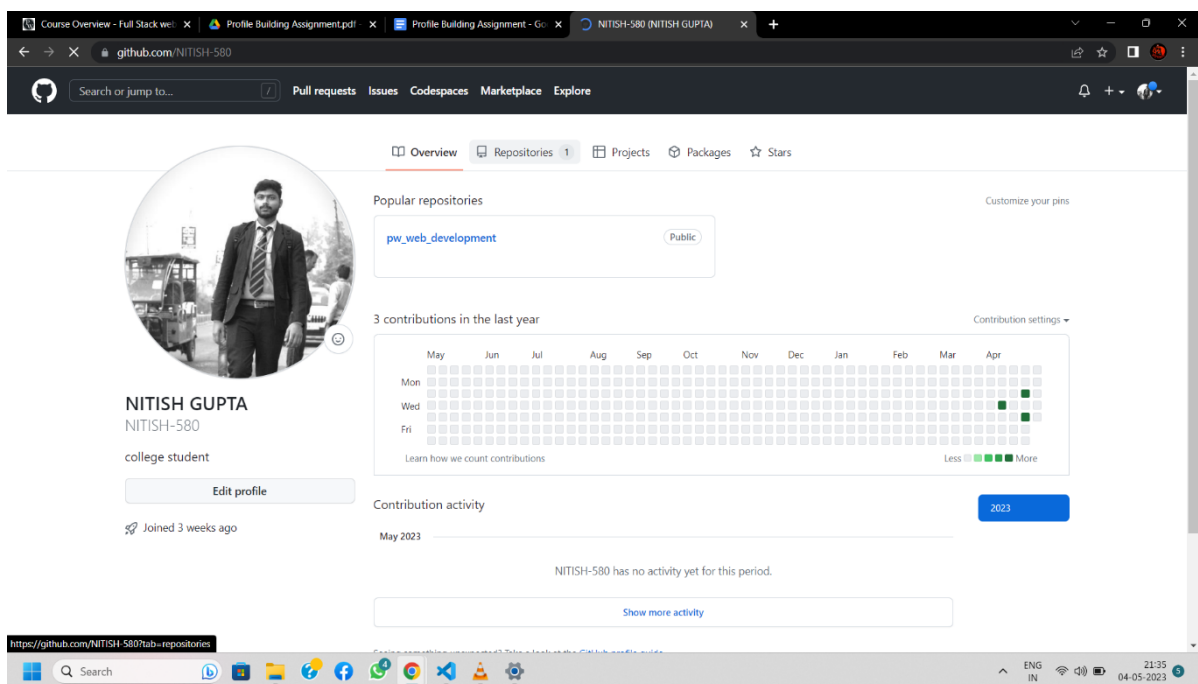 Course Overview - Full Stack web
Profile Building Assignment.pdf -
Profile Building Assignment - Go
NITISH-580 (NITISH GUPTA)
github.com/NITISH-580
Search or jump to... /
Pull requests Issues Codespaces Marketplace Explore
Overview Repositories 1 Projects Packages Stars
Popular repositories Customize your pins
pw_web_development Public
3 contributions in the last year Contribution settings
May Jun Jul Aug Sep Oct Nov Dec Jan Feb Mar Apr
Mon
Wed
Fri
Learn how we count contributions Less More
NITISH GUPTA
NITISH-580
college student
Edit profile
Joined 3 weeks ago
Contribution activity 2023
May 2023
NITISH-580 has no activity yet for this period.
Show more activity
https://github.com/NITISH-580?tab=repositories
Search
4
ENG
IN
21:35
04-05-2023
5